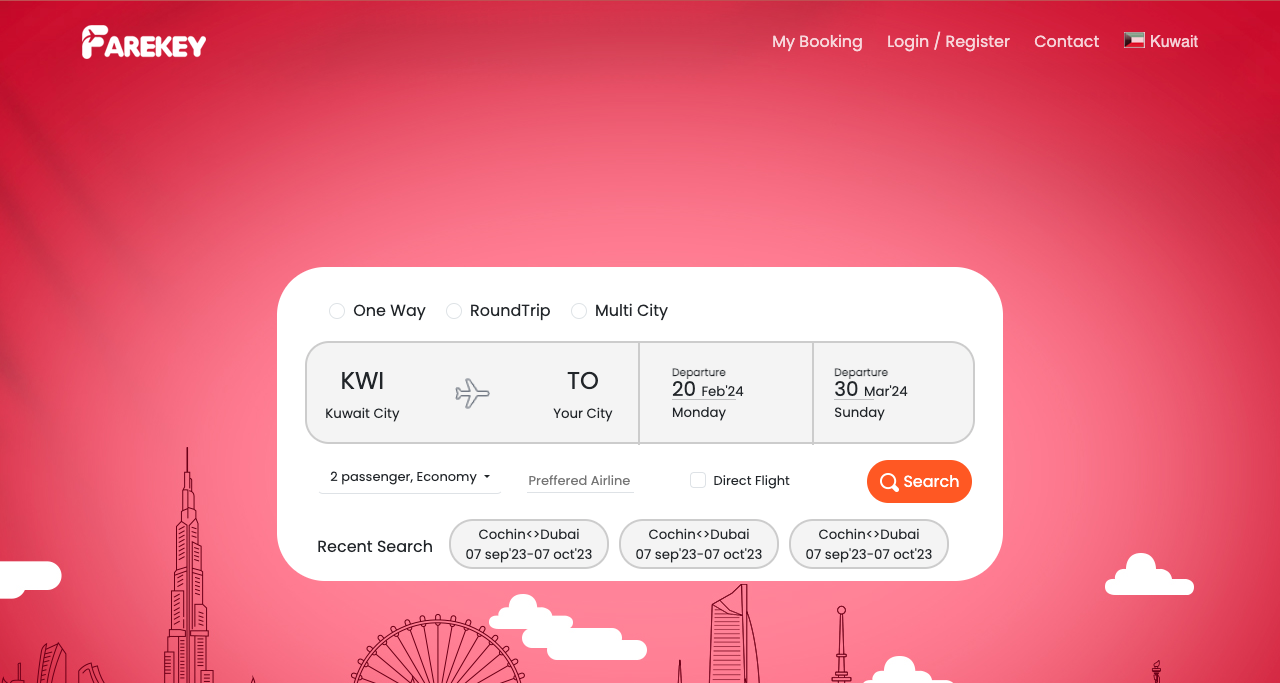 FAREKEY
My Booking Login / Register Contact Kuwait
One Way RoundTrip Multi City
KWI
Kuwait City
TO
Your City
Departure
20 Feb'24
Monday
Departure
30 Mar'24
Sunday
2 passenger, Economy
Preffered Airline
Direct Flight
Search
Recent Search
Cochin<>Dubai
07 sep'23-07 oct'23
Cochin<>Dubai
07 sep'23-07 oct'23
Cochin<>Dubai
07 sep'23-07 oct'23